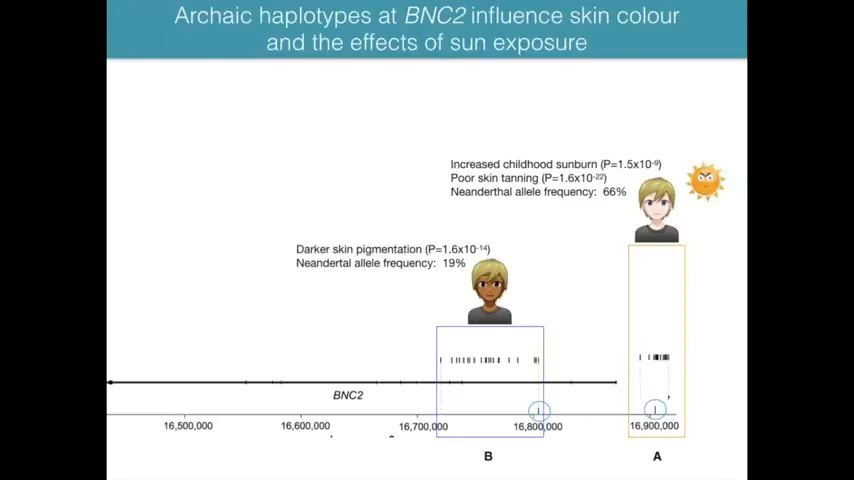 Archaic haplotypes at BNC2 influence skin colour
and the effects of sun exposure
Increased childhood sunburn (P=1.5x10-9)
Poor skin tanning (P=1.6x10-22)
Neanderthal allele frequency: 66%
Darker skin pigmentation (P=1.6x10-14)
Neandertal allele frequency: 19%
BNC2
16,500,000 16,600,000 16,700,000 16,800,000 16,900,000
B A